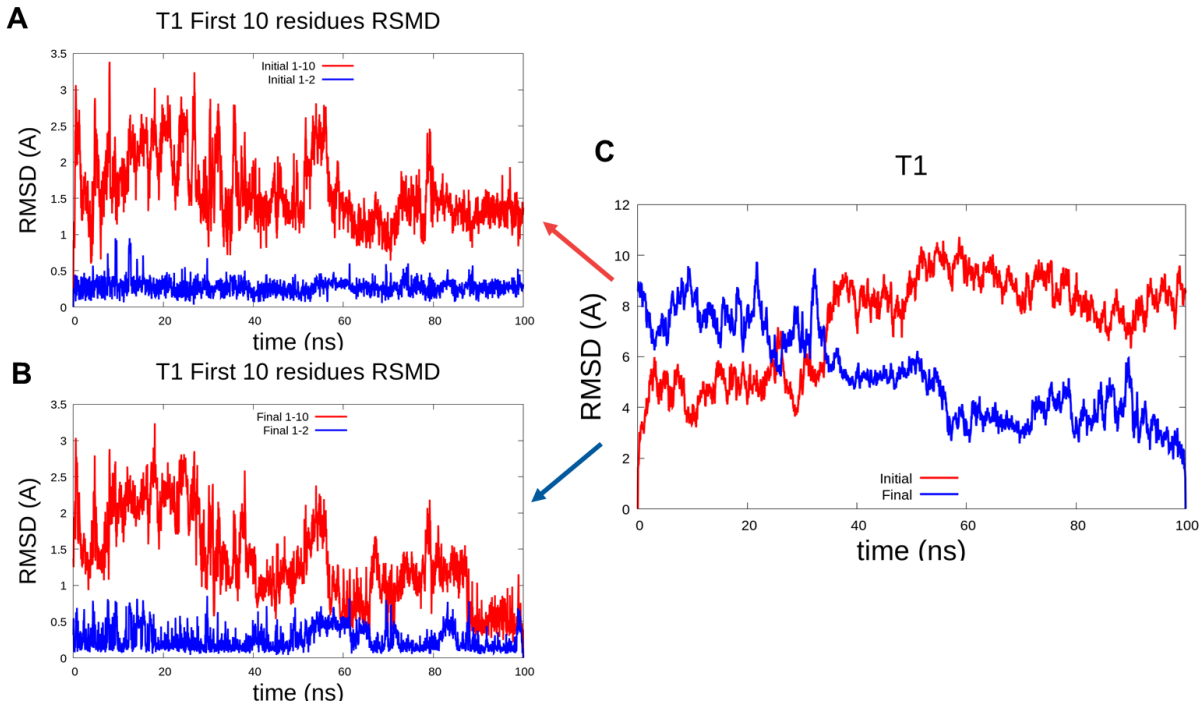 A
T1 First 10 residues RSMD
Initial 1-10
Initial 1-2
3.5
3
2.5
2
1.5
1
0.5
0
RMSD (A)
0 20 40 60 80 100
time (ns)
B
T1 First 10 residues RSMD
Final 1-10
Final 1-2
3.5
3
2.5
2
1.5
1
0.5
0
RMSD (A)
0 20 40 60 80 100
time (ns)
C
T1
12
10
8
6
4
2
0
RMSD (A)
Initial
Final
0 20 40 60 80 100
time (ns)